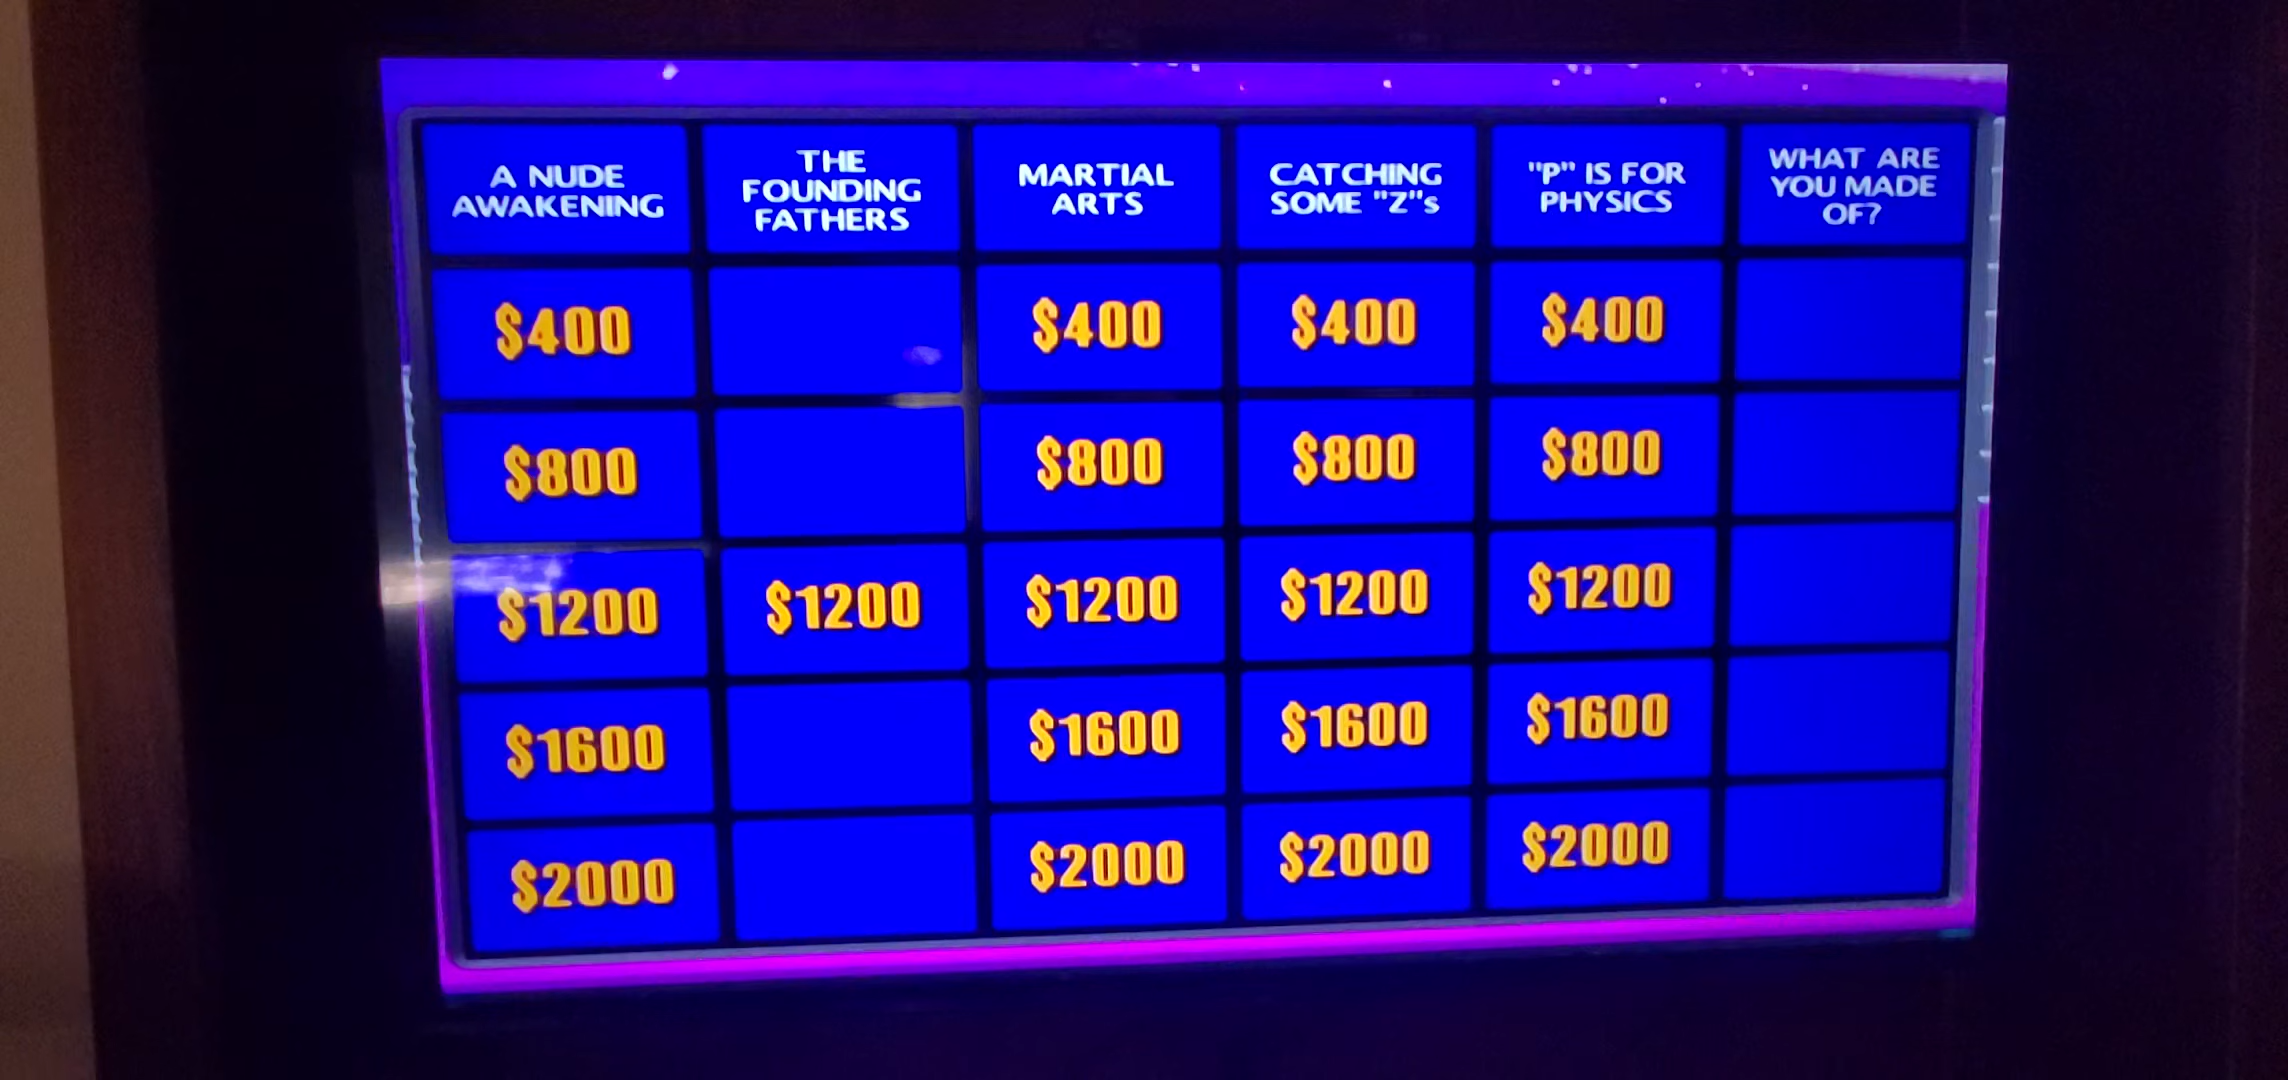 A NUDE
AWAKENING
THE
FOUNDING
FATHERS
MARTIAL
ARTS
CATCHING
SOME "Z"s
"P" IS FOR
PHYSICS
WHAT ARE
YOU MADE
OF?
$400
$400
$400
$400
$800
$800
$800
$800
$1200
$1200
$1200
$1200
$1200
$1600
$1600
$1600
$1600
$2000
$2000
$2000
$2000